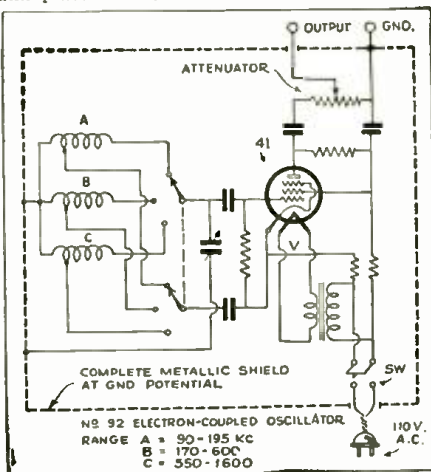 OUTPUT GND.
ATTENUATOR
41
A
B
C
V
COMPLETE METALLIC SHIELD
AT GND POTENTIAL
SW
Nº 92 ELECTRON-COUPLED OSCILLATOR
RANGE A = 90-195 KC
B = 170-600
C = 550-1600
110 V.
A.C.